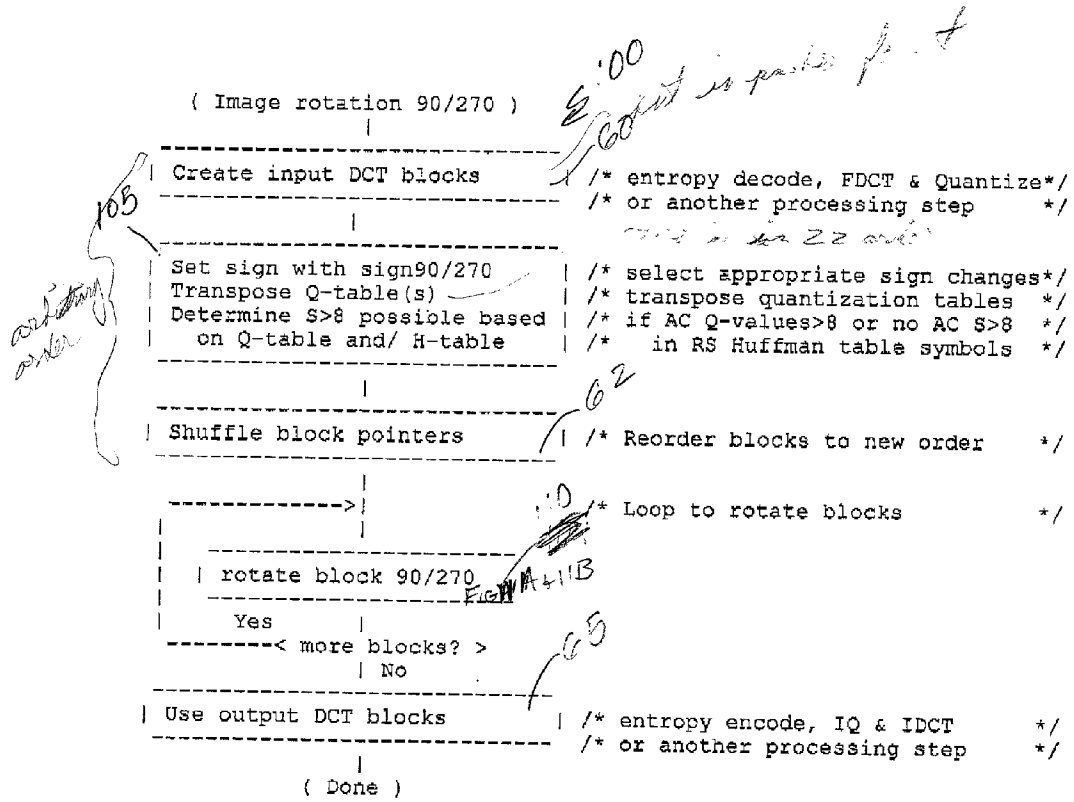 ( Image rotation 90/270 )
60
| Create input DCT blocks | /* entropy decode, FDCT & Quantize*/
/* or another processing step */
105
| Set sign with sign90/270 | /* select appropriate sign changes*/
| Transpose Q-table(s) | /* transpose quantization tables */
| Determine S>8 possible based | /* if AC Q-values>8 or no AC S>8 */
| on Q-table and/ H-table | /* in RS Huffman table symbols */
arbitrary
order
62
| Shuffle block pointers | /* Reorder blocks to new order */
-------------> /* Loop to rotate blocks */
| rotate block 90/270
11B
Yes
-------< more blocks? >
| No
65
| Use output DCT blocks | /* entropy encode, IQ & IDCT */
/* or another processing step */
( Done )